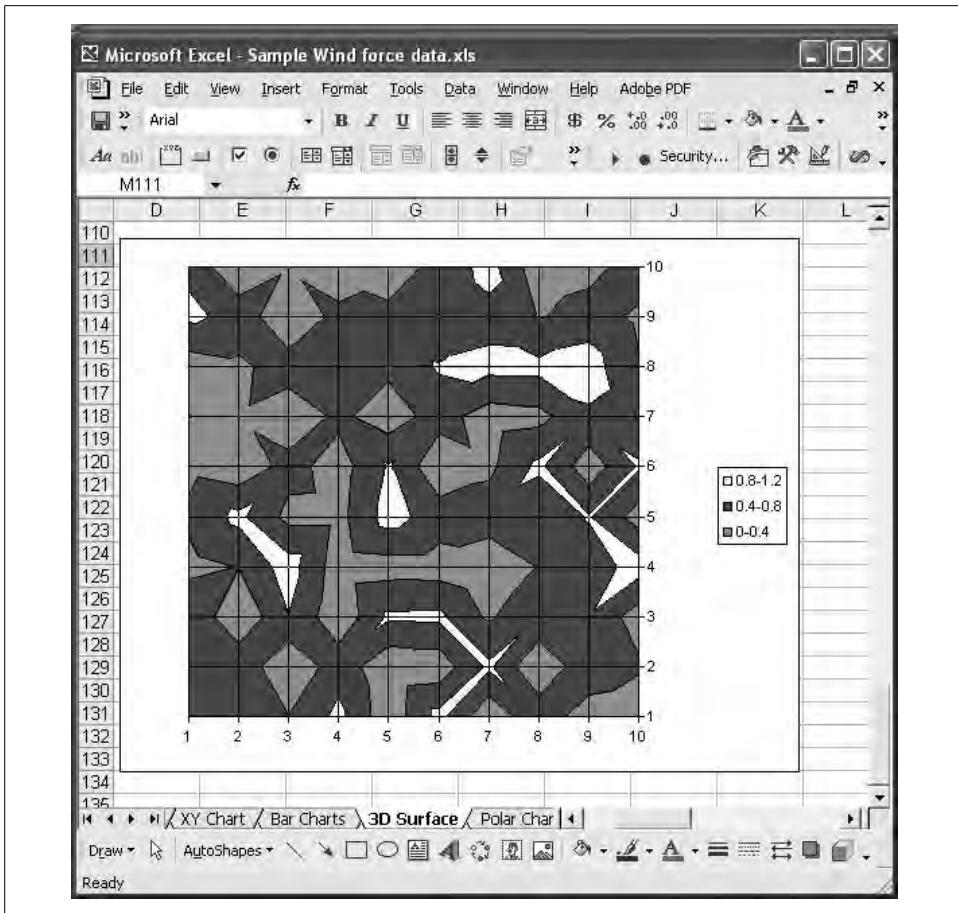 Microsoft Excel - Sample Wind force data.xls
File Edit View Insert Format Tools Data Window Help Adobe PDF
Arial B I U $ % .00
Aa ab| XYZ Security...
M111 fx
D E F G H I J K L
110
111 10
112
113 9
114
115 8
116
117 7
118
119 6
120 0.8-1.2
121 0.4-0.8
122 5
123 0-0.4
124 4
125
126 3
127
128 2
129
130 1
131
132 1 2 3 4 5 6 7 8 9 10
133
134
135
XY Chart Bar Charts 3D Surface Polar Char
Draw AutoShapes A
Ready